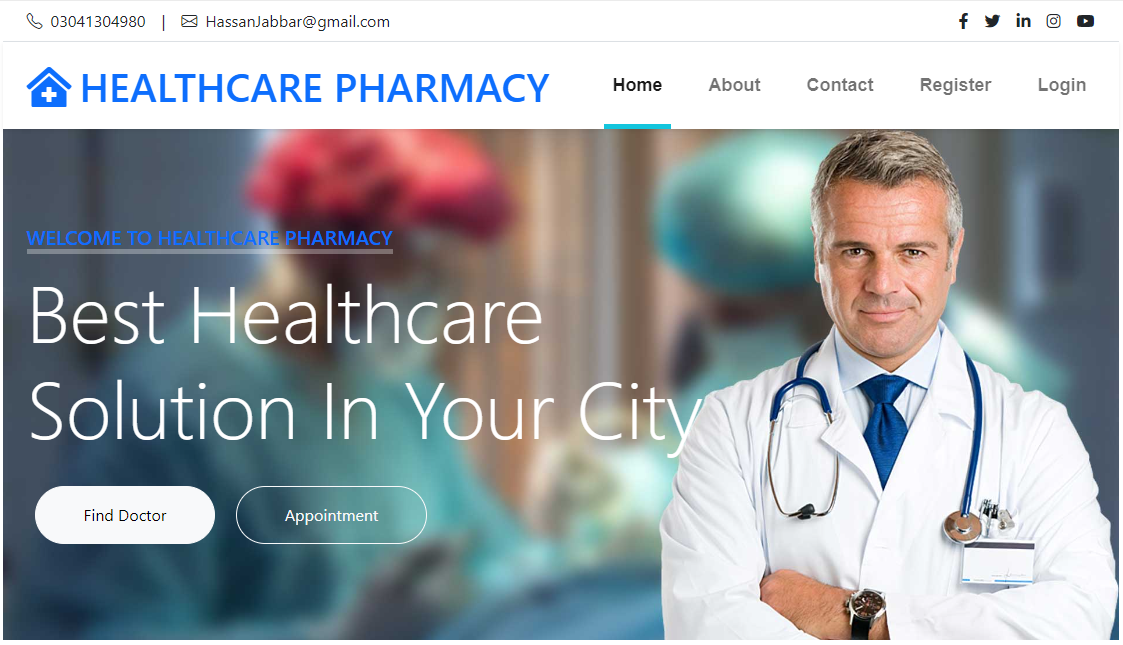 03041304980 | HassanJabbar@gmail.com
HEALTHCARE PHARMACY
Home About Contact Register Login
WELCOME TO HEALTHCARE PHARMACY
Best Healthcare
Solution In Your City
Find Doctor Appointment